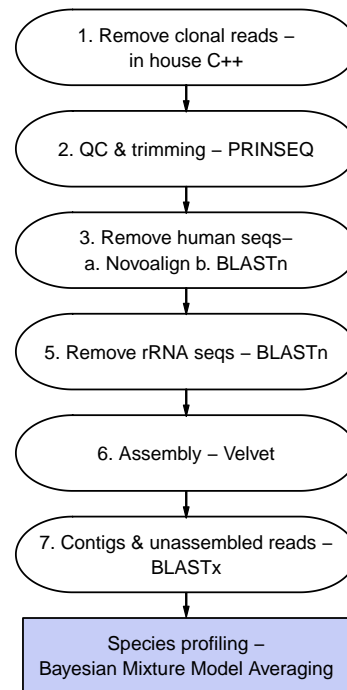 1. Remove clonal reads –
in house C++
2. QC & trimming – PRINSEQ
3. Remove human seqs–
a. Novoalign b. BLASTn
5. Remove rRNA seqs – BLASTn
6. Assembly – Velvet
7. Contigs & unassembled reads –
BLASTx
Species profiling –
Bayesian Mixture Model Averaging